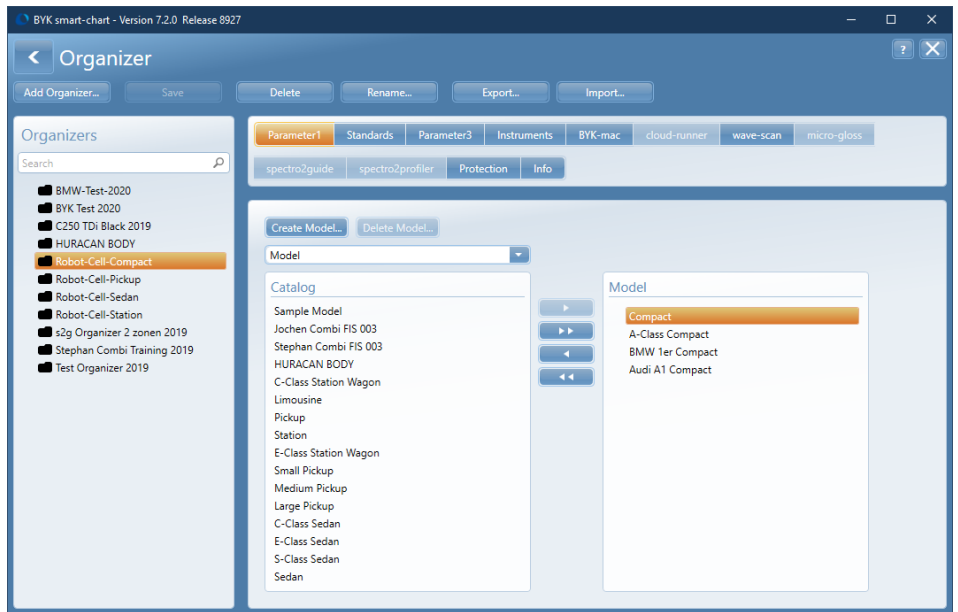 BYK smart-chart - Version 7.2.0 Release 8927
Organizer
?
Add Organizer... Save Delete Rename... Export... Import...
Organizers
Search
BMW-Test-2020
BYK Test 2020
C250 TDi Black 2019
HURACAN BODY
Robot-Cell-Compact
Robot-Cell-Pickup
Robot-Cell-Sedan
Robot-Cell-Station
s2g Organizer 2 zonen 2019
Stephan Combi Training 2019
Test Organizer 2019
Parameter1 Standards Parameter3 Instruments BYK-mac cloud-runner wave-scan micro-gloss
spectro2guide spectro2profiler Protection Info
Create Model... Delete Model...
Model
Catalog
Sample Model
Jochen Combi FIS 003
Stephan Combi FIS 003
HURACAN BODY
C-Class Station Wagon
Limousine
Pickup
Station
E-Class Station Wagon
Small Pickup
Medium Pickup
Large Pickup
C-Class Sedan
E-Class Sedan
S-Class Sedan
Sedan
Model
Compact
A-Class Compact
BMW 1er Compact
Audi A1 Compact